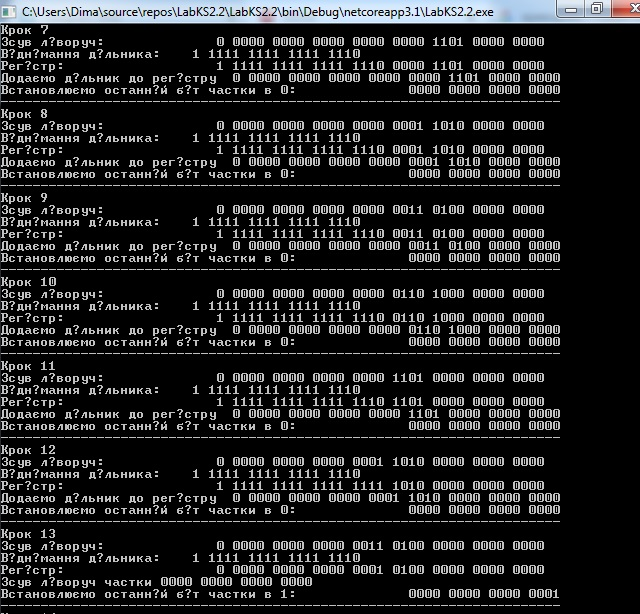 C:\Users\Dima\source\repos\LabKS2.2\LabKS2.2\bin\Debug\netcoreapp3.1\LabKS2.2.exe
Крок 7
Зсув л?воруч: 0 0000 0000 0000 0000 0000 1101 0000 0000
В?дн?мання д?льника: 1 1111 1111 1111 1110
Рег?стр: 1 1111 1111 1111 1110 0000 1101 0000 0000
Додаємо д?льник до рег?стру 0 0000 0000 0000 0000 0000 1101 0000 0000
Встановлюємо останн?й б?т частки в 0: 0000 0000 0000 0000
Крок 8
Зсув л?воруч: 0 0000 0000 0000 0000 0001 1010 0000 0000
В?дн?мання д?льника: 1 1111 1111 1111 1110
Рег?стр: 1 1111 1111 1111 1110 0001 1010 0000 0000
Додаємо д?льник до рег?стру 0 0000 0000 0000 0000 0001 1010 0000 0000
Встановлюємо останн?й б?т частки в 0: 0000 0000 0000 0000
Крок 9
Зсув л?воруч: 0 0000 0000 0000 0000 0011 0100 0000 0000
В?дн?мання д?льника: 1 1111 1111 1111 1110
Рег?стр: 1 1111 1111 1111 1110 0011 0100 0000 0000
Додаємо д?льник до рег?стру 0 0000 0000 0000 0000 0011 0100 0000 0000
Встановлюємо останн?й б?т частки в 0: 0000 0000 0000 0000
Крок 10
Зсув л?воруч: 0 0000 0000 0000 0000 0110 1000 0000 0000
В?дн?мання д?льника: 1 1111 1111 1111 1110
Рег?стр: 1 1111 1111 1111 1110 0110 1000 0000 0000
Додаємо д?льник до рег?стру 0 0000 0000 0000 0000 0110 1000 0000 0000
Встановлюємо останн?й б?т частки в 0: 0000 0000 0000 0000
Крок 11
Зсув л?воруч: 0 0000 0000 0000 0000 1101 0000 0000 0000
В?дн?мання д?льника: 1 1111 1111 1111 1110
Рег?стр: 1 1111 1111 1111 1110 1101 0000 0000 0000
Додаємо д?льник до рег?стру 0 0000 0000 0000 0000 1101 0000 0000 0000
Встановлюємо останн?й б?т частки в 0: 0000 0000 0000 0000
Крок 12
Зсув л?воруч: 0 0000 0000 0000 0001 1010 0000 0000 0000
В?дн?мання д?льника: 1 1111 1111 1111 1110
Рег?стр: 1 1111 1111 1111 1111 1010 0000 0000 0000
Додаємо д?льник до рег?стру 0 0000 0000 0000 0001 1010 0000 0000 0000
Встановлюємо останн?й б?т частки в 0: 0000 0000 0000 0000
Крок 13
Зсув л?воруч: 0 0000 0000 0000 0011 0100 0000 0000 0000
В?дн?мання д?льника: 1 1111 1111 1111 1110
Рег?стр: 0 0000 0000 0000 0001 0100 0000 0000 0000
Зсув л?воруч частки 0000 0000 0000 0000
Встановлюємо останн?й б?т частки в 1: 0000 0000 0000 0001